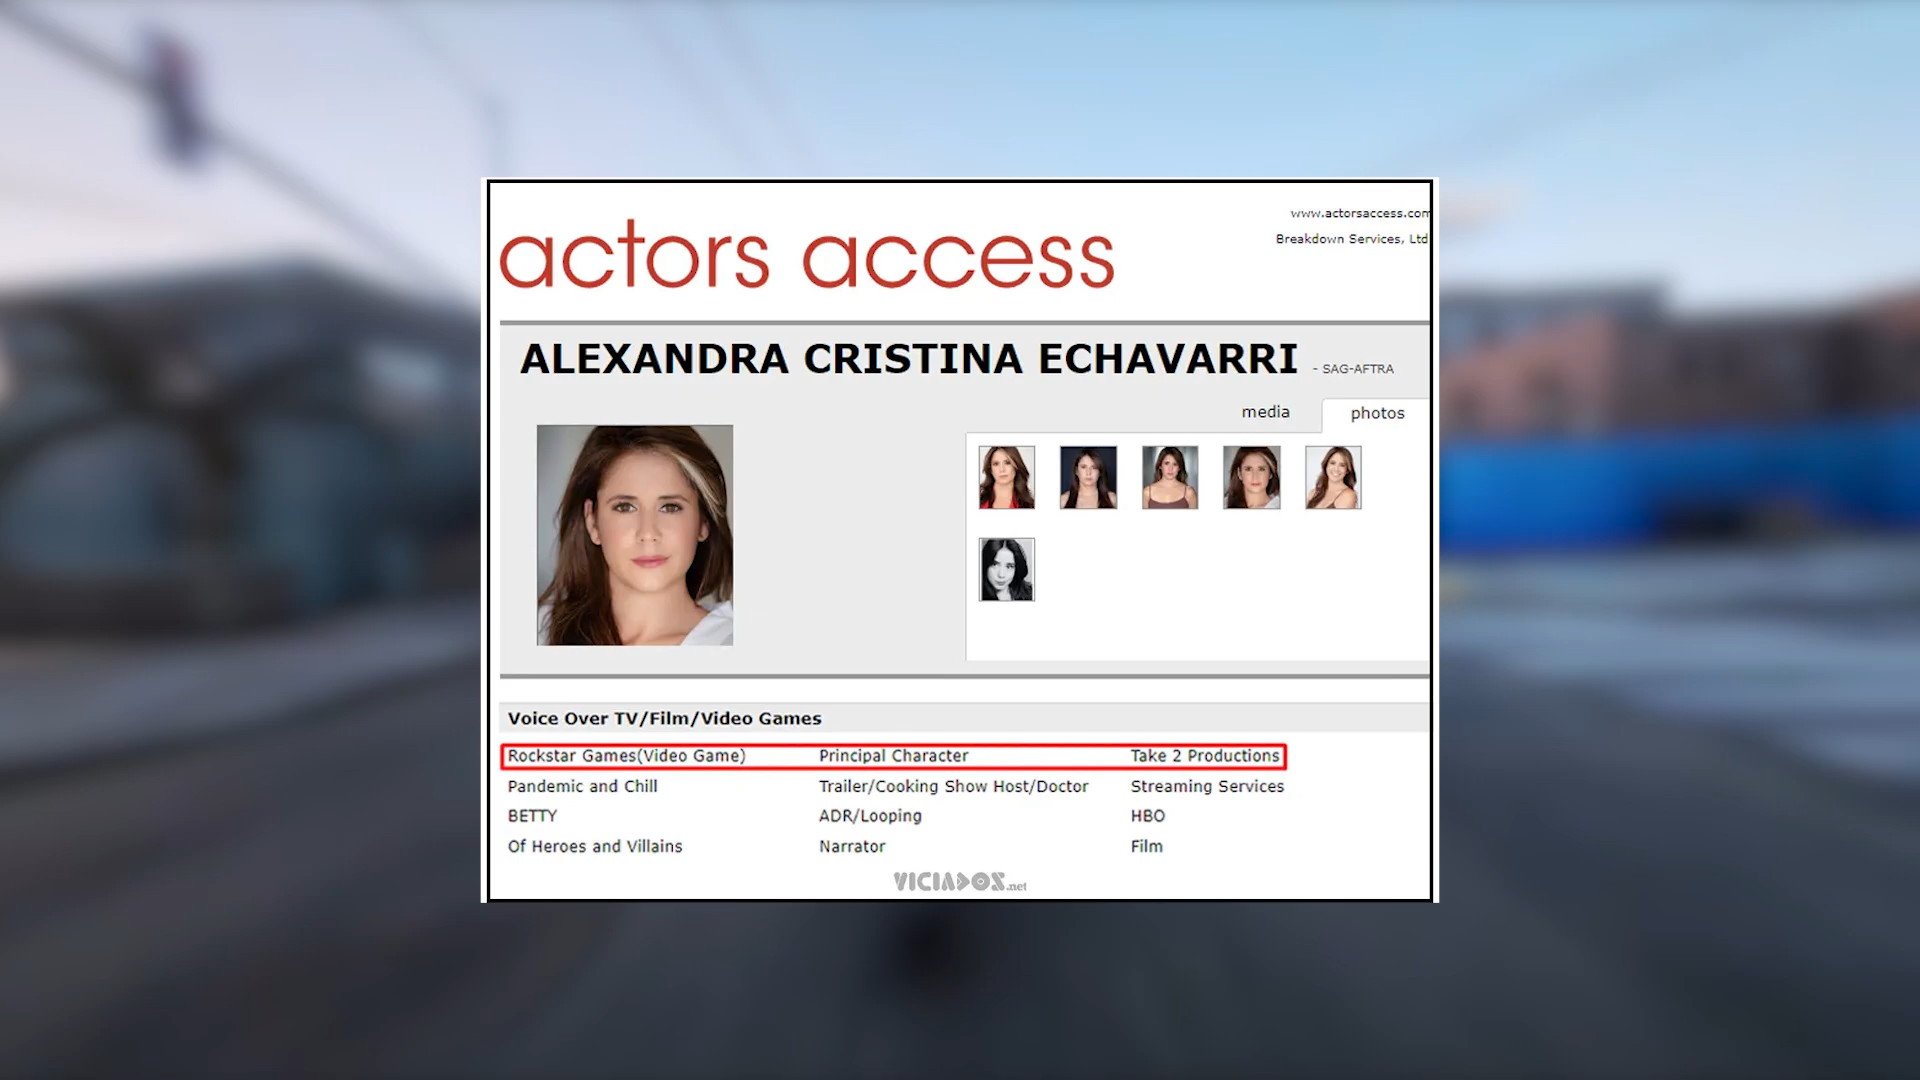 actors access
www.actorsaccess.com
Breakdown Services, Ltd
ALEXANDRA CRISTINA ECHAVARRI - SAG-AFTRA
media photos
Voice Over TV/Film/Video Games
Rockstar Games(Video Game) Principal Character Take 2 Productions
Pandemic and Chill Trailer/Cooking Show Host/Doctor Streaming Services
BETTY ADR/Looping HBO
Of Heroes and Villains Narrator Film
VICIADOS.net